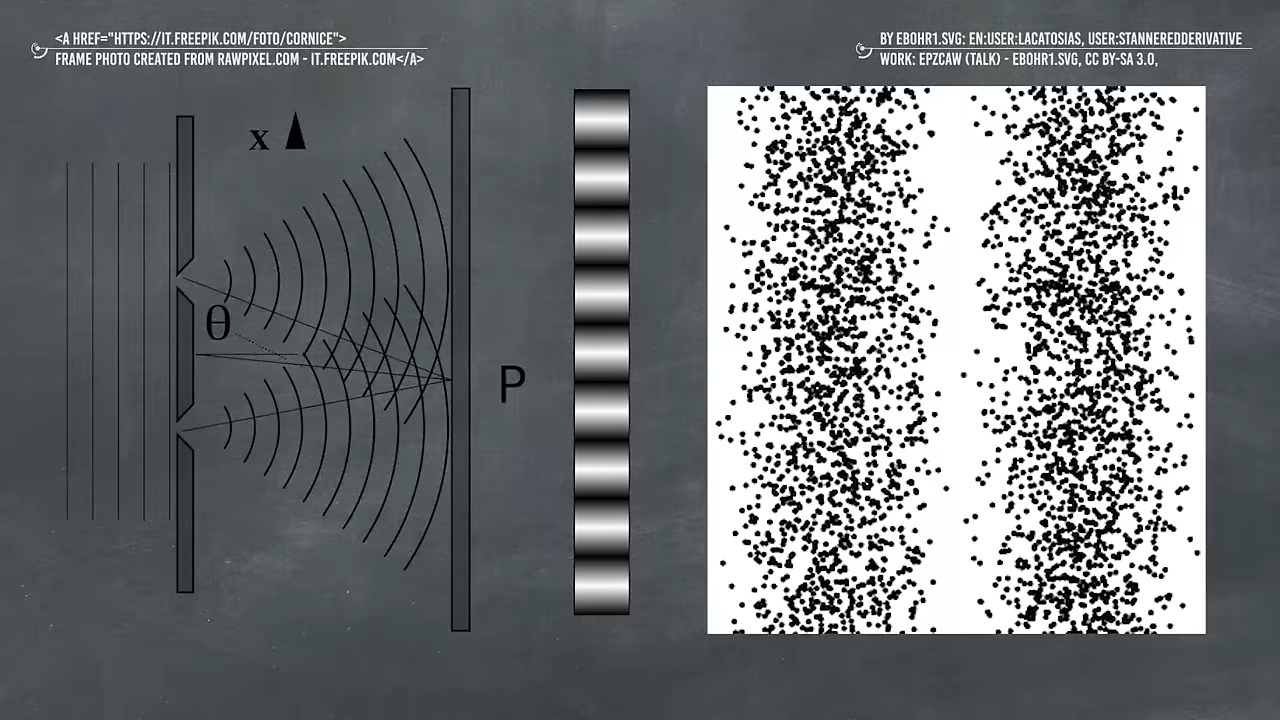 <A HREF="HTTPS://IT.FREEPIK.COM/FOTO/CORNICE">
FRAME PHOTO CREATED FROM RAWPIXEL.COM - IT.FREEPIK.COM</A>
BY EBOHR1.SVG: EN:USER:LACATOSIAS, USER:STANNEREDDERIVATIVE
WORK: EPZCAW (TALK) - EBOHR1.SVG, CC BY-SA 3.0,
x
θ
P